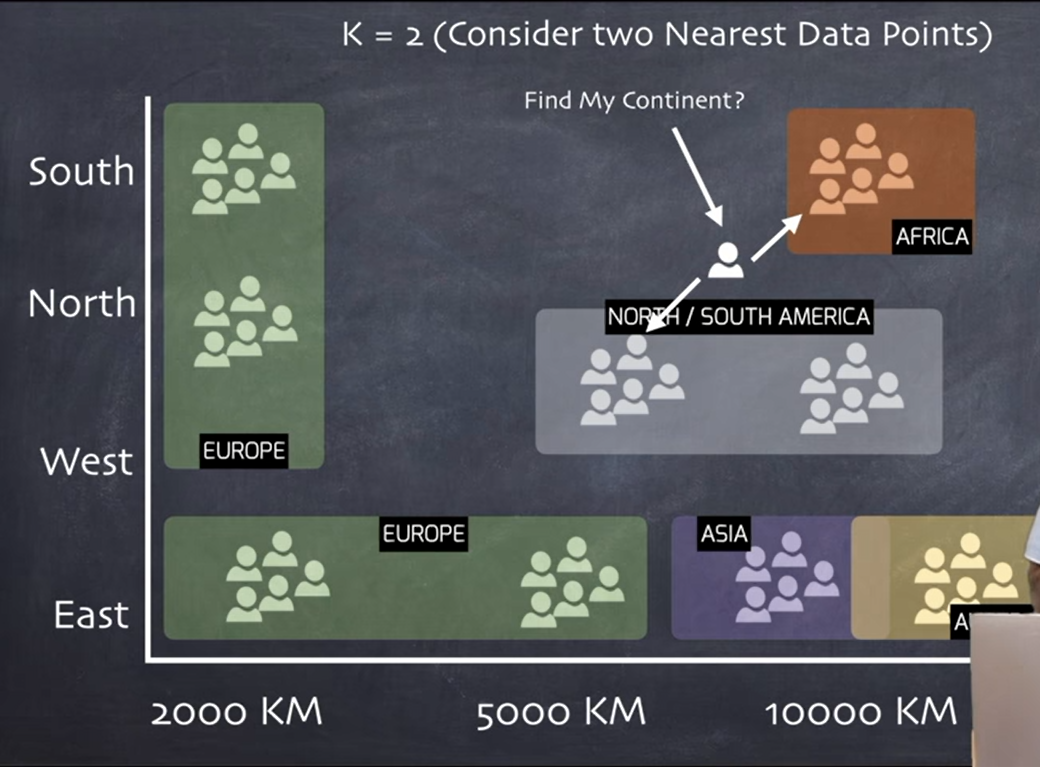 K = 2 (Consider two Nearest Data Points)
Find My Continent?
South
AFRICA
North
NORTH / SOUTH AMERICA
West
EUROPE
EUROPE
ASIA
East
2000 KM
5000 KM
10000 KM